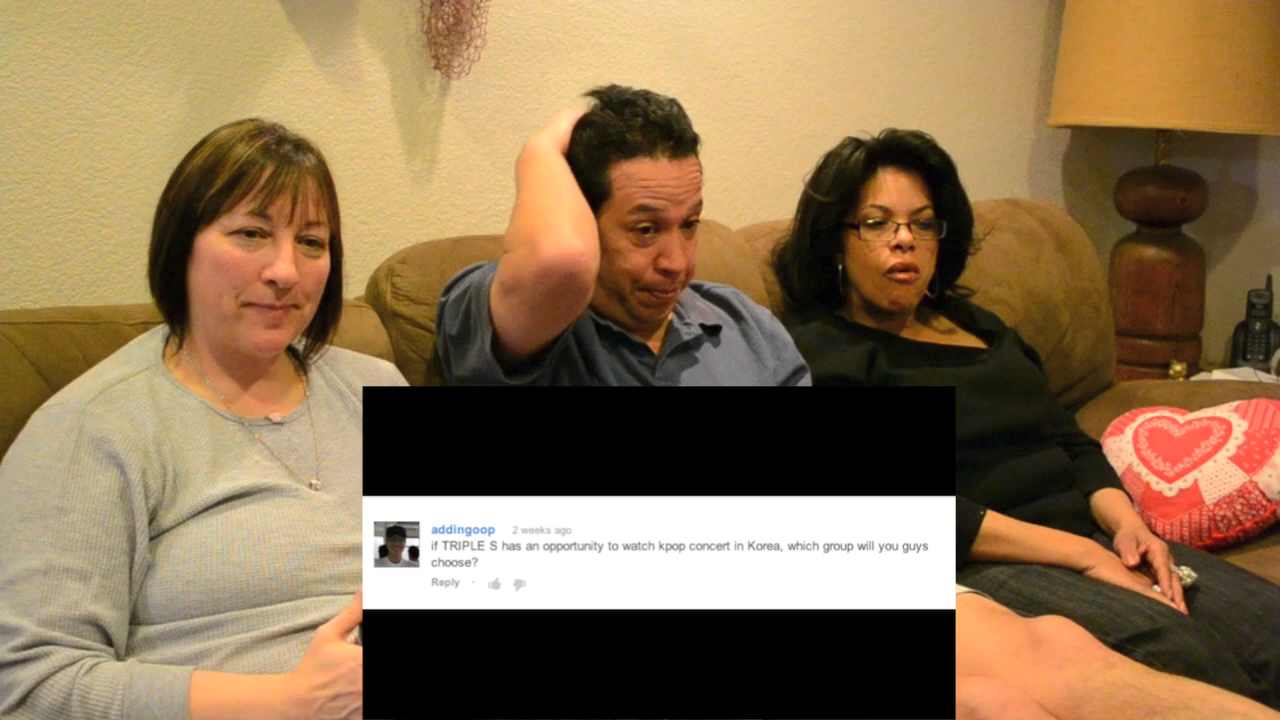 addingoop 2 weeks ago
if TRIPLE S has an opportunity to watch kpop concert in Korea, which group will you guys
choose?
Reply ·